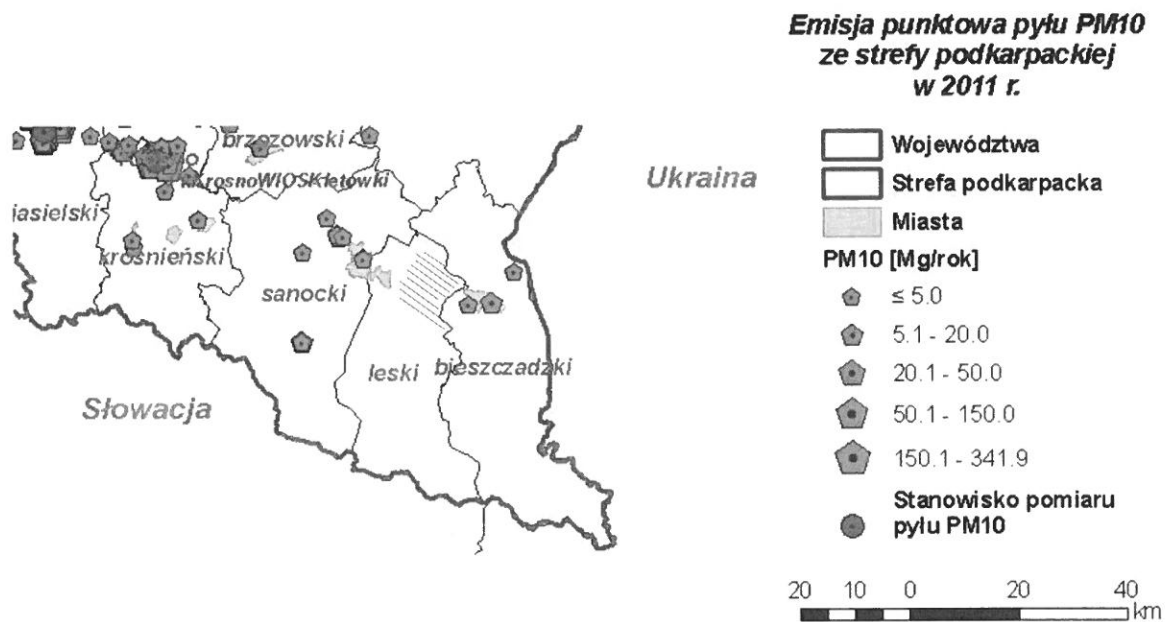 Emisja punktowa pyłu PM10
ze strefy podkarpackiej
w 2011 r.
Województwa
Strefa podkarpacka
Miasta
PM10 [Mg/rok]
≤ 5.0
5.1 - 20.0
20.1 - 50.0
50.1 - 150.0
150.1 - 341.9
Stanowisko pomiaru
pyłu PM10
20 10 0 20 40
km
brzozowski
Ukraina
jasielski
krośnieński
sanocki
leski
bieszczadzki
Słowacja